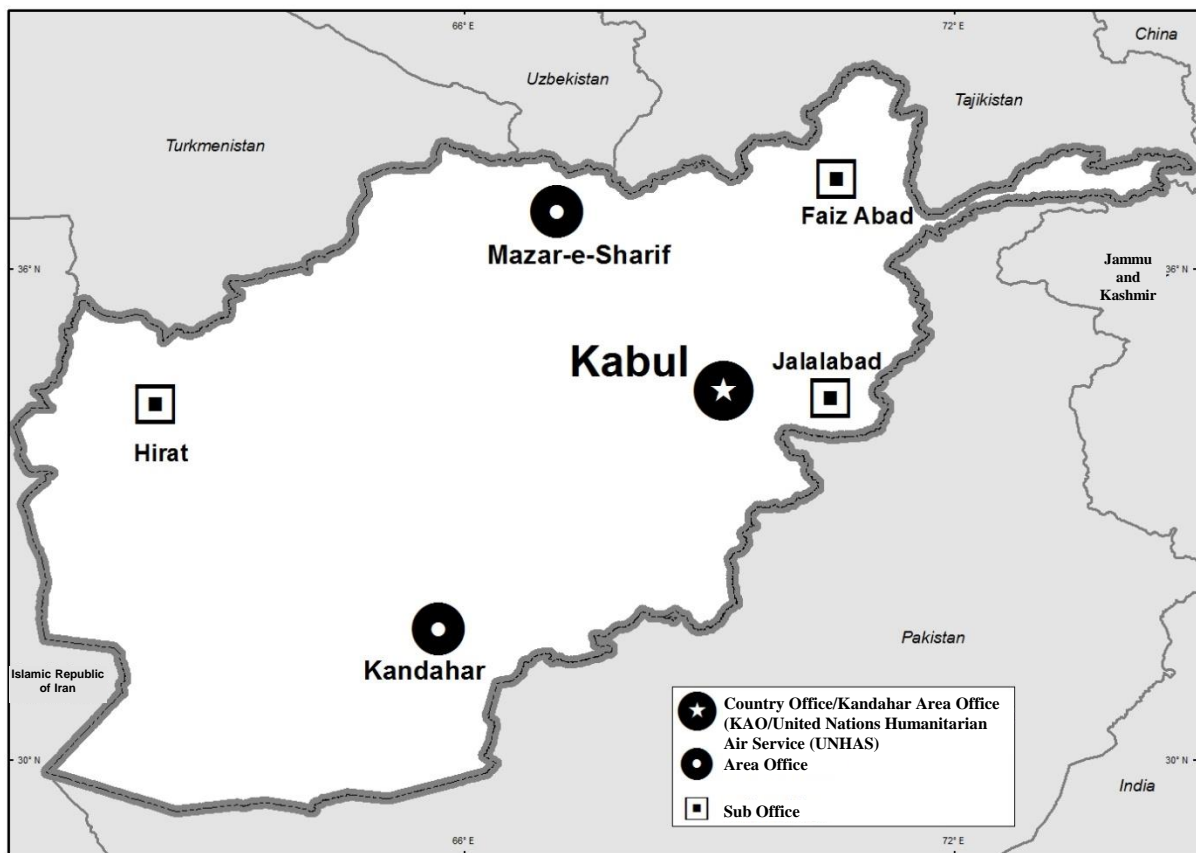 66° E
72° E
China
Uzbekistan
Tajikistan
Turkmenistan
Faiz Abad
Mazar-e-Sharif
36° N
Jammu
and
Kashmir
36° N
Kabul
Jalalabad
Hirat
Pakistan
Kandahar
Islamic Republic
of Iran
Country Office/Kandahar Area Office
(KAO/United Nations Humanitarian
Air Service (UNHAS)
Area Office
Sub Office
30° N
30° N
India
66° E
72° E